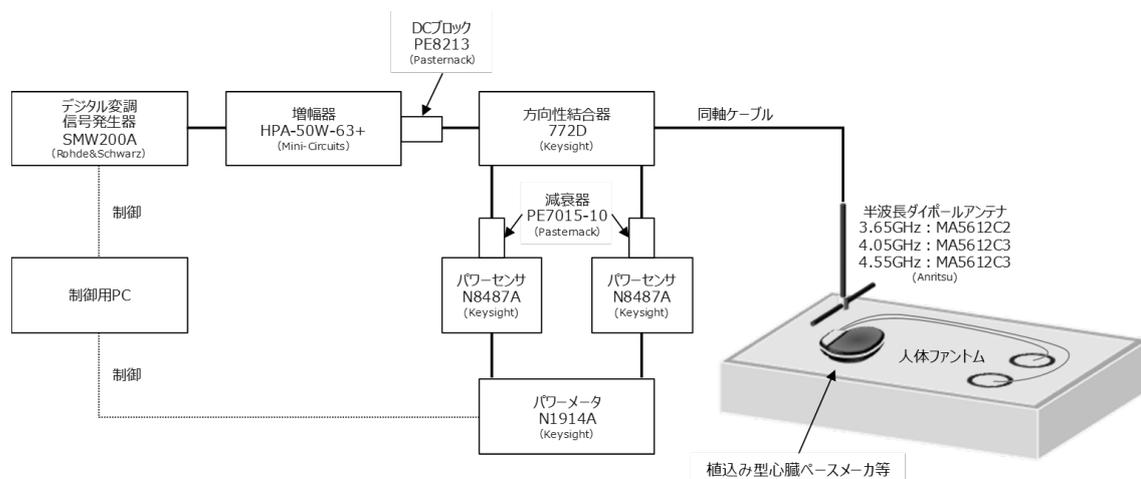 DCブロック
PE8213
(Pasternack)
デジタル変調
信号発生器
SMW200A
(Rohde&Schwarz)
増幅器
HPA-50W-63+
(Mini-Circuits)
方向性結合器
772D
(Keysight)
同軸ケーブル
減衰器
PE7015-10
(Pasternack)
制御
半波長ダイポールアンテナ
3.65GHz：MA5612C2
4.05GHz：MA5612C3
4.55GHz：MA5612C3
(Anritsu)
制御用PC
パワーセンサ
N8487A
(Keysight)
パワーセンサ
N8487A
(Keysight)
人体ファントム
制御
パワーメータ
N1914A
(Keysight)
植込み型心臓ペースメーカ等